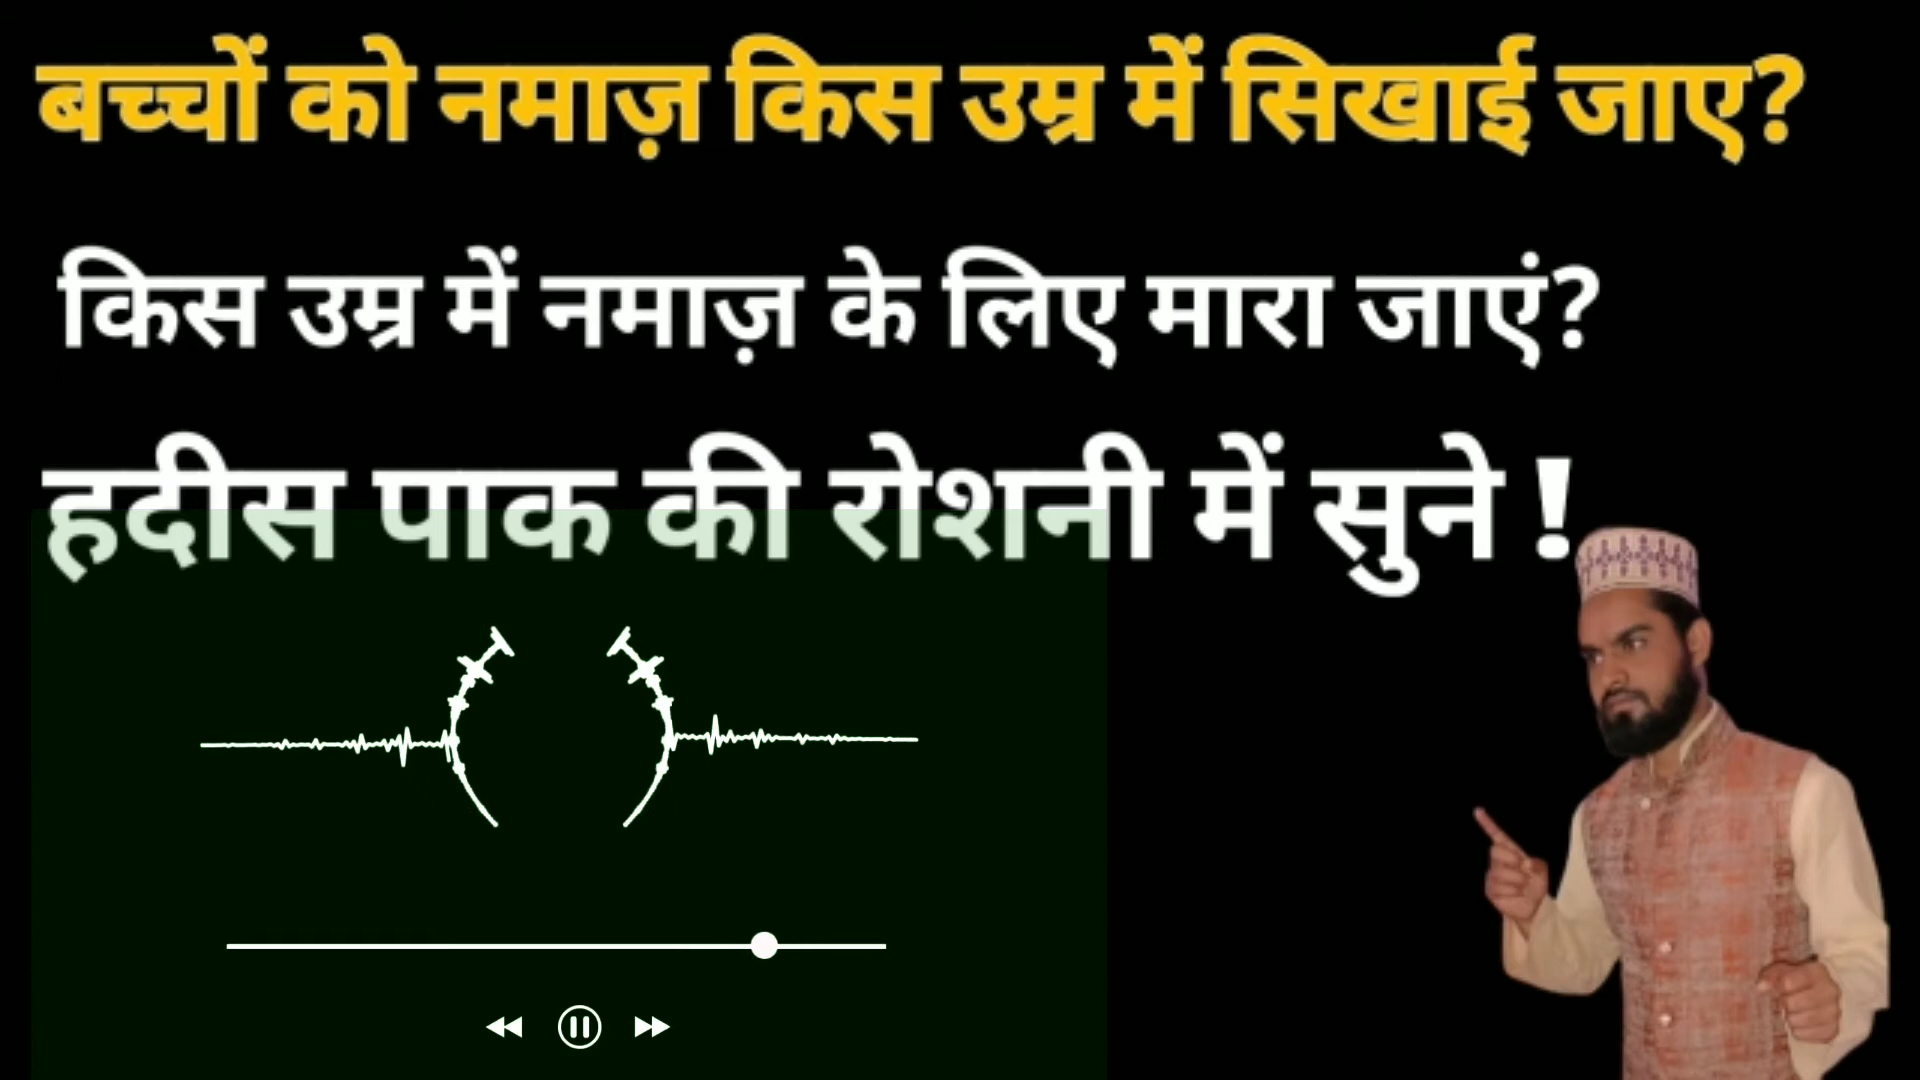 बच्चों को नमाज़ किस उम्र में सिखाई जाए?
किस उम्र में नमाज़ के लिए मारा जाएं?
हदीस पाक की रोशनी में सुने !